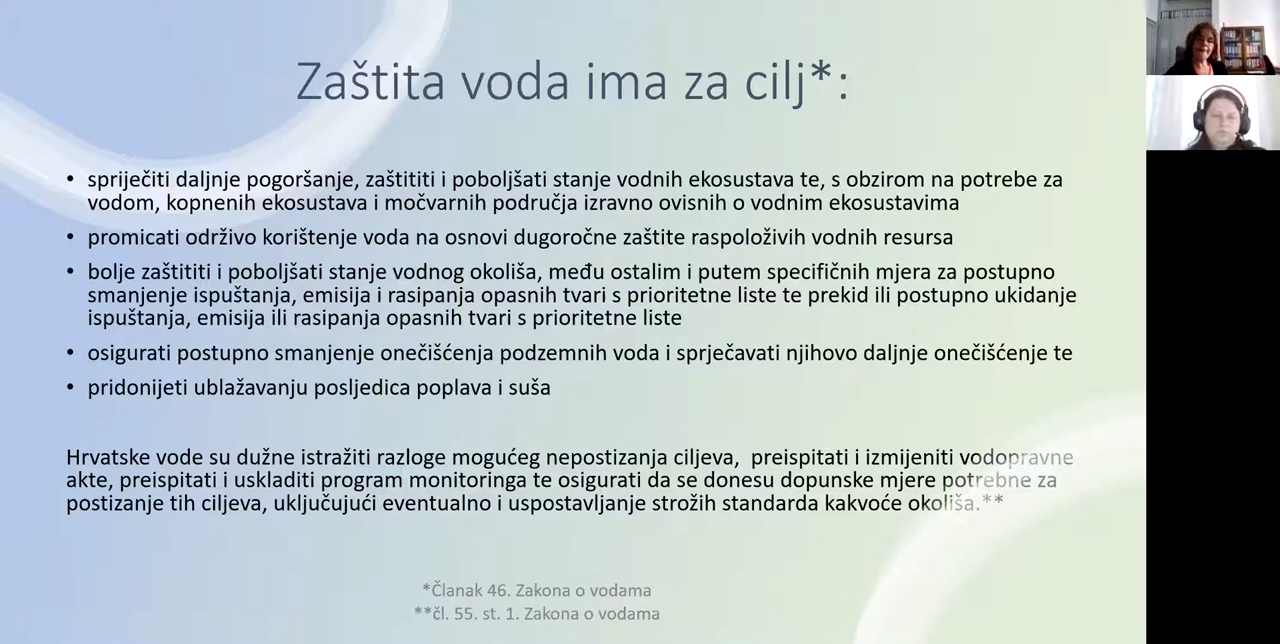 Zaštita voda ima za cilj*:
• spriječiti daljnje pogoršanje, zaštititi i poboljšati stanje vodnih ekosustava te, s obzirom na potrebe za
vodom, kopnenih ekosustava i močvarnih područja izravno ovisnih o vodnim ekosustavima
• promicati održivo korištenje voda na osnovi dugoročne zaštite raspoloživih vodnih resursa
• bolje zaštititi i poboljšati stanje vodnog okoliša, među ostalim i putem specifičnih mjera za postupno
smanjenje ispuštanja, emisija i rasipanja opasnih tvari s prioritetne liste te prekid ili postupno ukidanje
ispuštanja, emisija ili rasipanja opasnih tvari s prioritetne liste
• osigurati postupno smanjenje onečišćenja podzemnih voda i sprječavati njihovo daljnje onečišćenje te
• pridonijeti ublažavanju posljedica poplava i suša
Hrvatske vode su dužne istražiti razloge mogućeg nepostizanja ciljeva, preispitati i izmijeniti vodopravne
akte, preispitati i uskladiti program monitoringa te osigurati da se donesu dopunske mjere potrebne za
postizanje tih ciljeva, uključujući eventualno i uspostavljanje strožih standarda kakvoće okoliša.**
*Članak 46. Zakona o vodama
**čl. 55. st. 1. Zakona o vodama